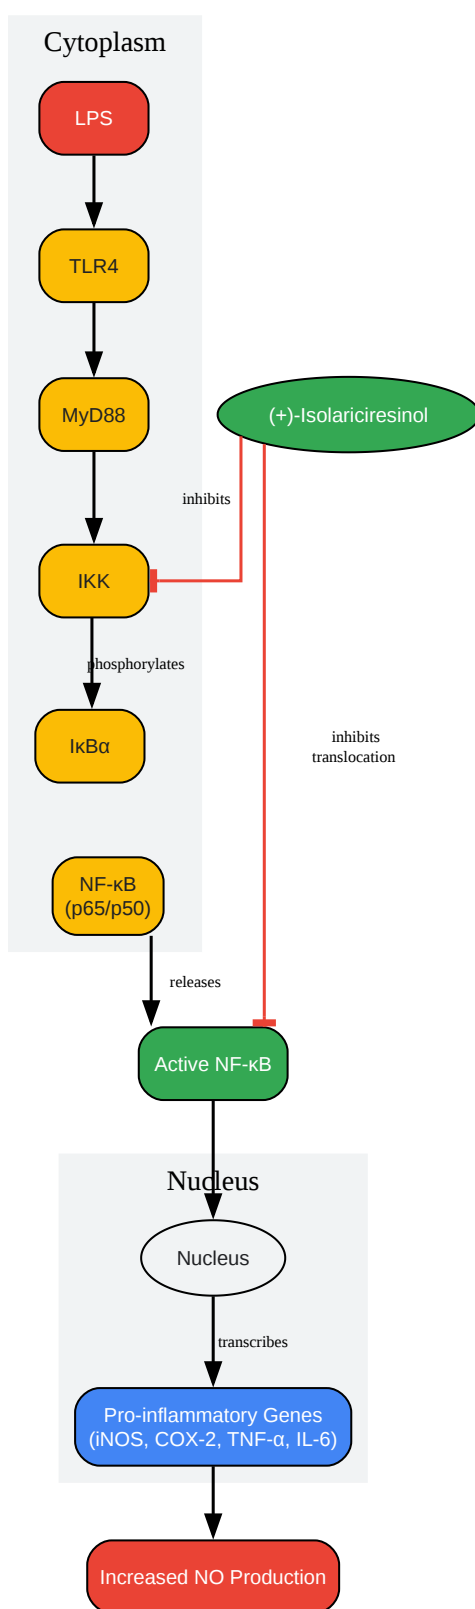 Cytoplasm
LPS
TLR4
MyD88
(+)-Isolariciresinol
inhibits
IKK
phosphorylates
inhibits
translocation
IκBα
NF-κB
(p65/p50)
releases
Active NF-κB
Nucleus
Nucleus
transcribes
Pro-inflammatory Genes
(iNOS, COX-2, TNF-α, IL-6)
Increased NO Production